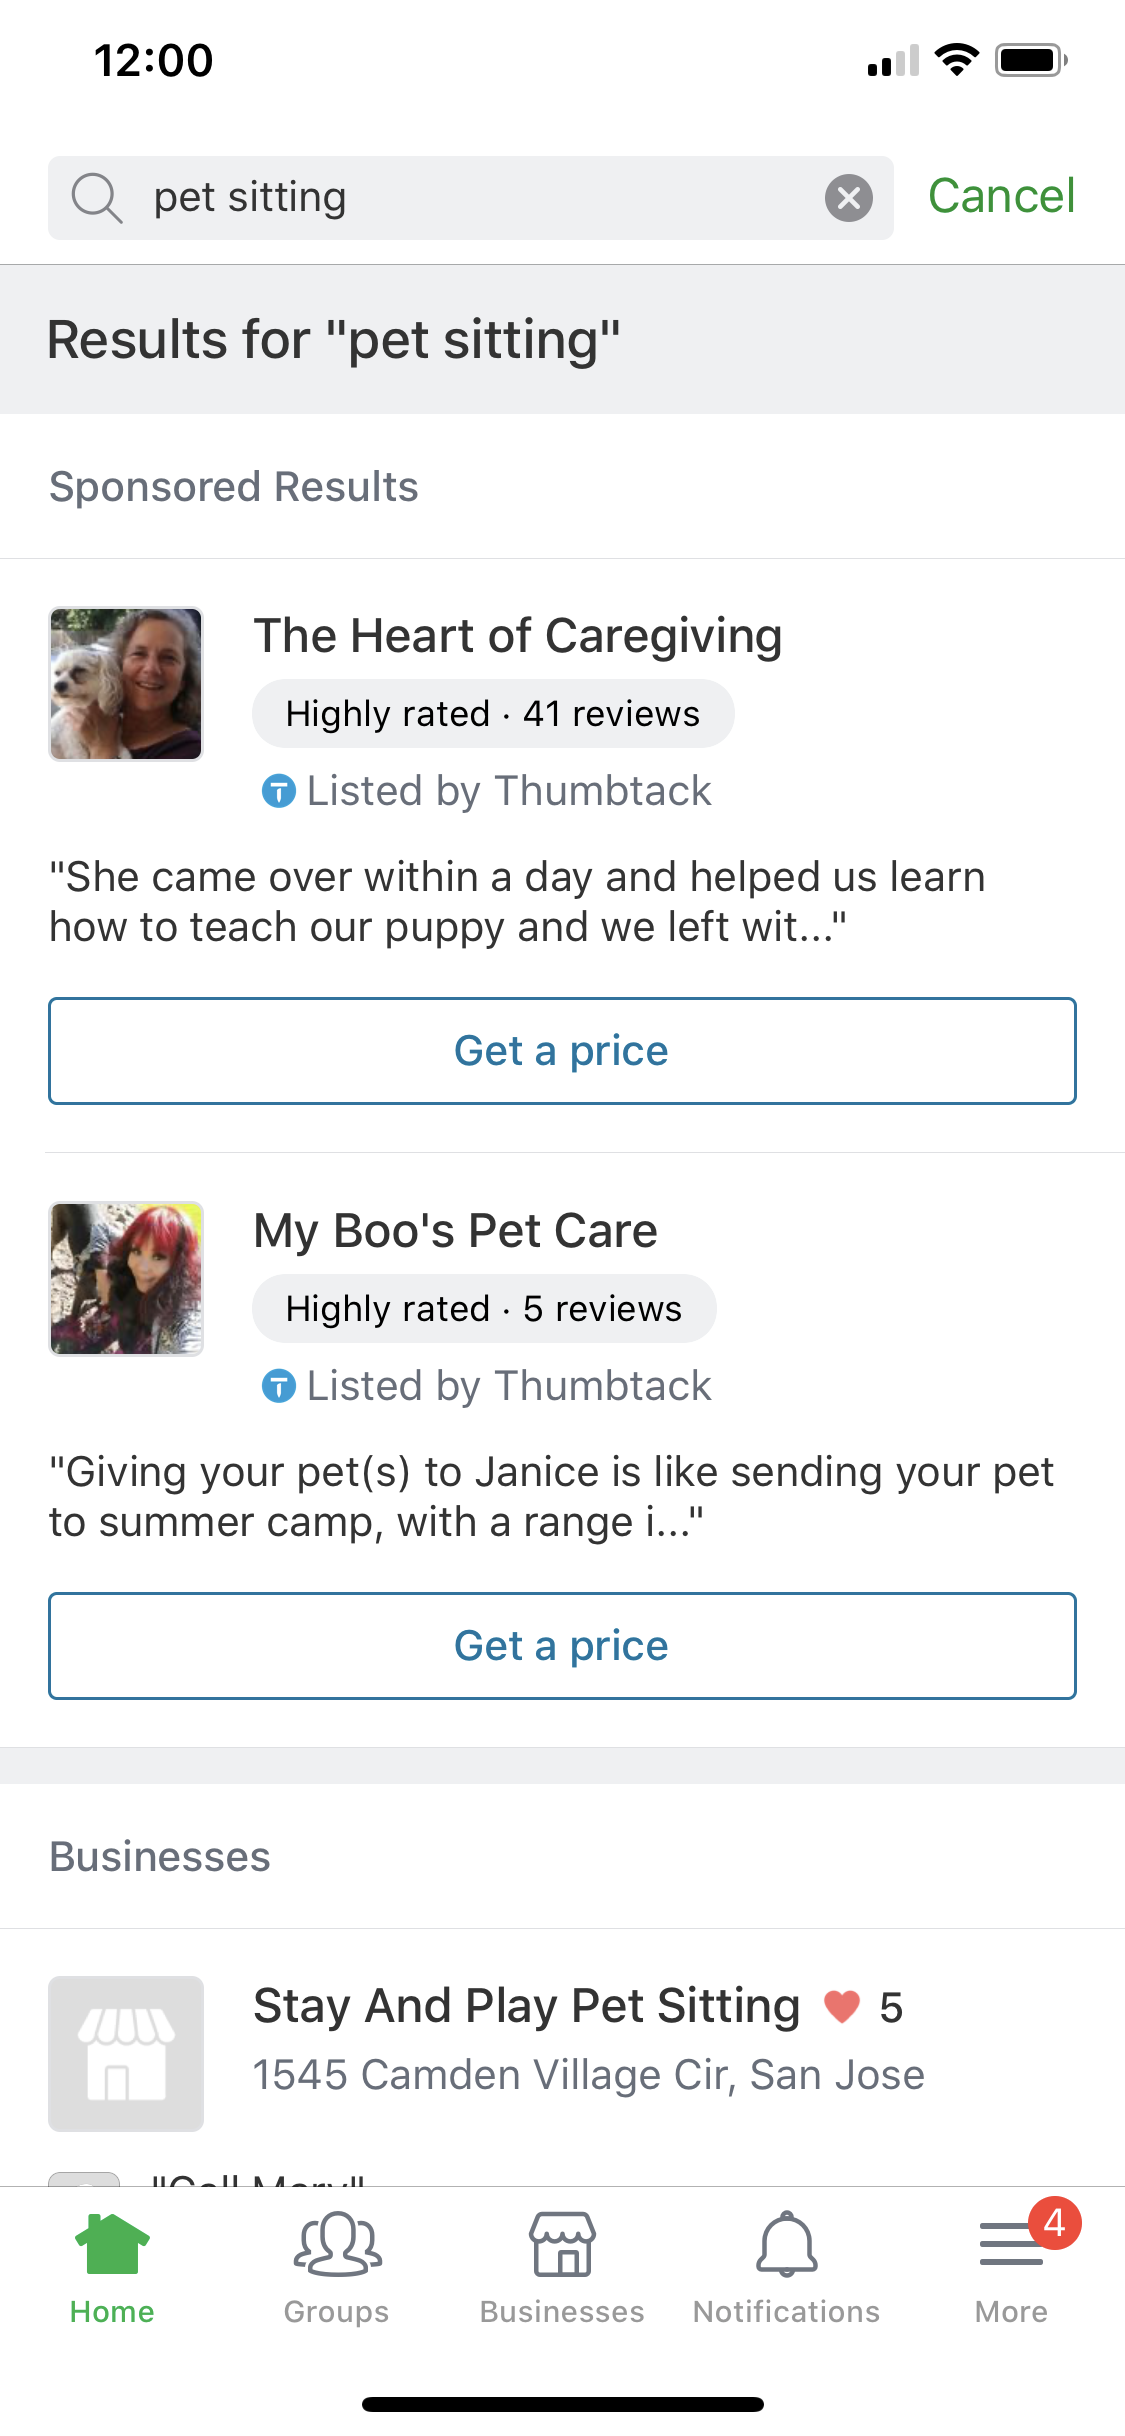 12:00
pet sitting
Cancel
Results for "pet sitting"
Sponsored Results
The Heart of Caregiving
Highly rated · 41 reviews
Listed by Thumbtack
"She came over within a day and helped us learn
how to teach our puppy and we left wit..."
Get a price
My Boo's Pet Care
Highly rated · 5 reviews
Listed by Thumbtack
"Giving your pet(s) to Janice is like sending your pet
to summer camp, with a range i..."
Get a price
Businesses
Stay And Play Pet Sitting 5
1545 Camden Village Cir, San Jose
"Call Mary"
4
Home Groups Businesses Notifications More